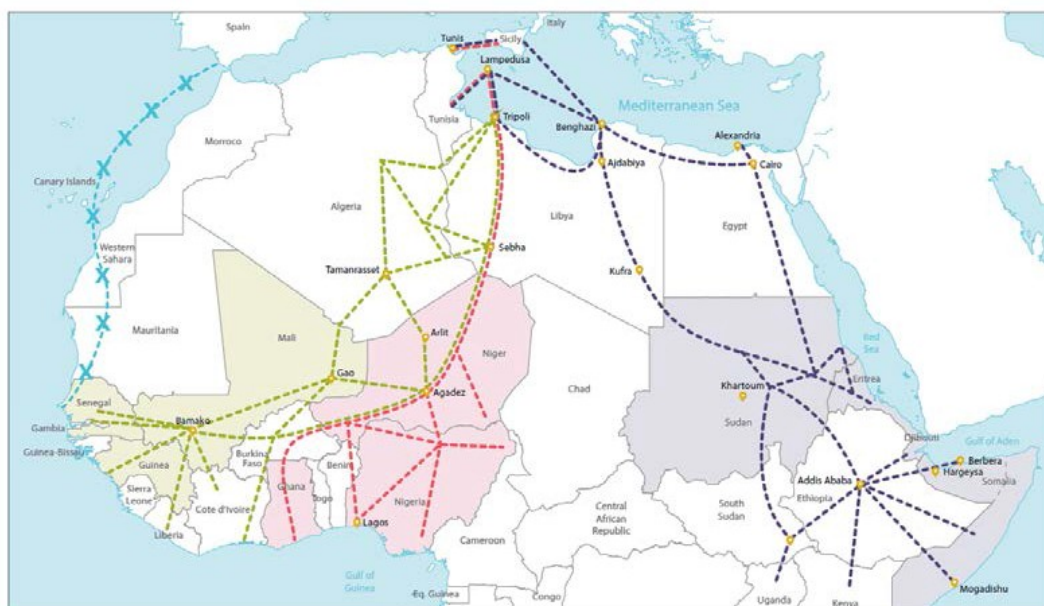 Spain
Italy
Tunis
Sicily
Lampedusa
Mediterranean Sea
Tunisia
Tripoli
Benghazi
Alexandria
Morroco
Ajdabiya
Cairo
Canary Islands
Algeria
Libya
Egypt
Western
Sahara
Sebha
Tamanrasset
Kufra
Mauritania
Mali
Arlit
Niger
Red
Sea
Gao
Agadez
Chad
Khartoum
Eritrea
Senegal
Sudan
Gambia
Bamako
Djibouti
Gulf of Aden
Guinea-Bissau
Burkina
Faso
Guinea
Benin
Berbera
Hargeysa
Somalia
Sierra
Leone
Ghana
Togo
Nigeria
Addis Ababa
Ethiopia
Cote d'Ivoire
Central
African
Republic
South
Sudan
Lagos
Liberia
Cameroon
Gulf of
Guinea
Eq. Guinea
Congo
Uganda
Kenya
Mogadishu